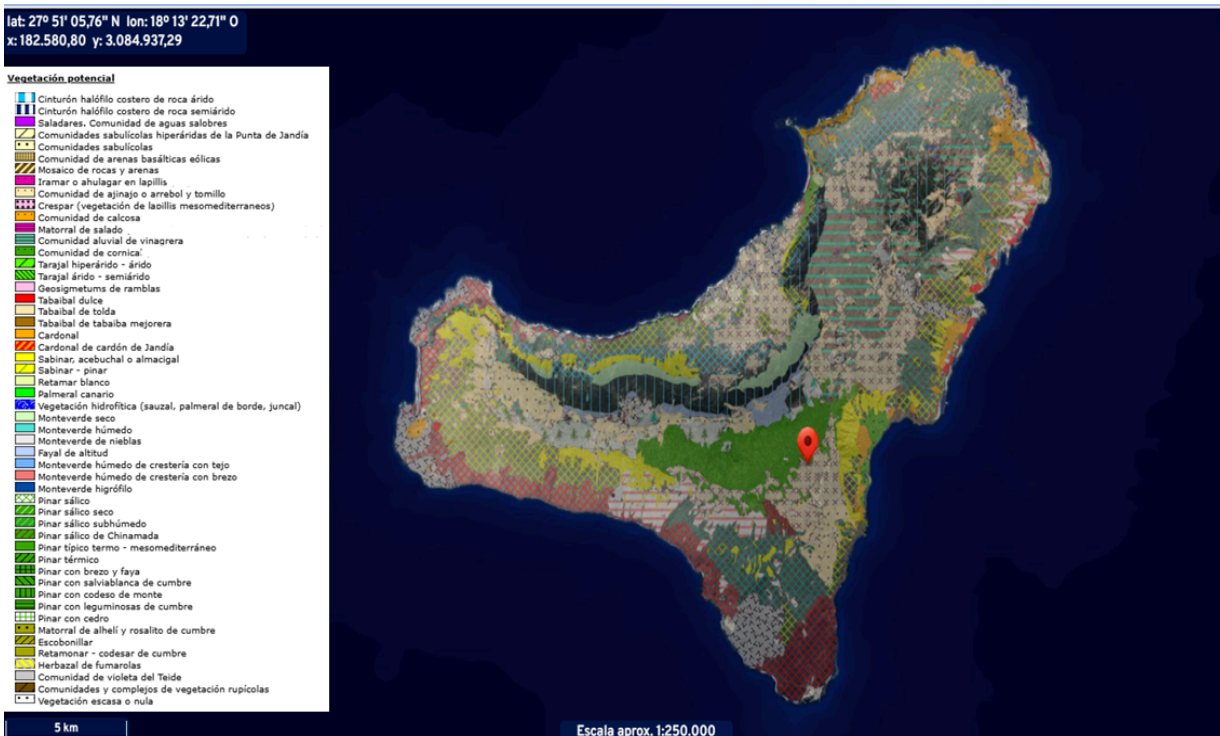 lat: 27º 51' 05,76" N lon: 18º 13' 22,71" O
x: 182.580,80 y: 3.084.937,29
Vegetación potencial
Cinturón halófilo costero de roca árido
Cinturón halófilo costero de roca semiárido
Saladares. Comunidad de aguas salobres
Comunidades sabulícolas hiperáridas de la Punta de Jandía
Comunidades sabulícolas
Comunidad de arenas basálticas eólicas
Mosaico de rocas y arenas
Iramar o ahulagar en lapillis
Comunidad de ajinajo o arrebol y tomillo
Crespar (vegetación de lapillis mesomediterraneos)
Comunidad de calcosa
Matorral de salado
Comunidad aluvial de vinagrera
Comunidad de cornical
Tarajal hiperárido - árido
Tarajal árido - semiárido
Geosigmetums de ramblas
Tabaibal dulce
Tabaibal de tolda
Tabaibal de tabaiba mejorera
Cardonal
Cardonal de cardón de Jandía
Sabinar, acebuchal o almacigal
Sabinar - pinar
Retamar blanco
Palmeral canario
Vegetación hidrofítica (sauzal, palmeral de borde, juncal)
Monteverde seco
Monteverde húmedo
Monteverde de nieblas
Fayal de altitud
Monteverde húmedo de crestería con tejo
Monteverde húmedo de crestería con brezo
Monteverde higrófilo
Pinar sálico
Pinar sálico seco
Pinar sálico subhúmedo
Pinar sálico de Chinamada
Pinar típico termo - mesomediterráneo
Pinar térmico
Pinar con brezo y faya
Pinar con salviablanca de cumbre
Pinar con codeso de monte
Pinar con leguminosas de cumbre
Pinar con cedro
Matorral de alhelí y rosalito de cumbre
Escobonillar
Retamonar - codesar de cumbre
Herbazal de fumarolas
Comunidad de violeta del Teide
Comunidades y complejos de vegetación rupícolas
Vegetación escasa o nula
5 km
Escala aprox. 1:250.000